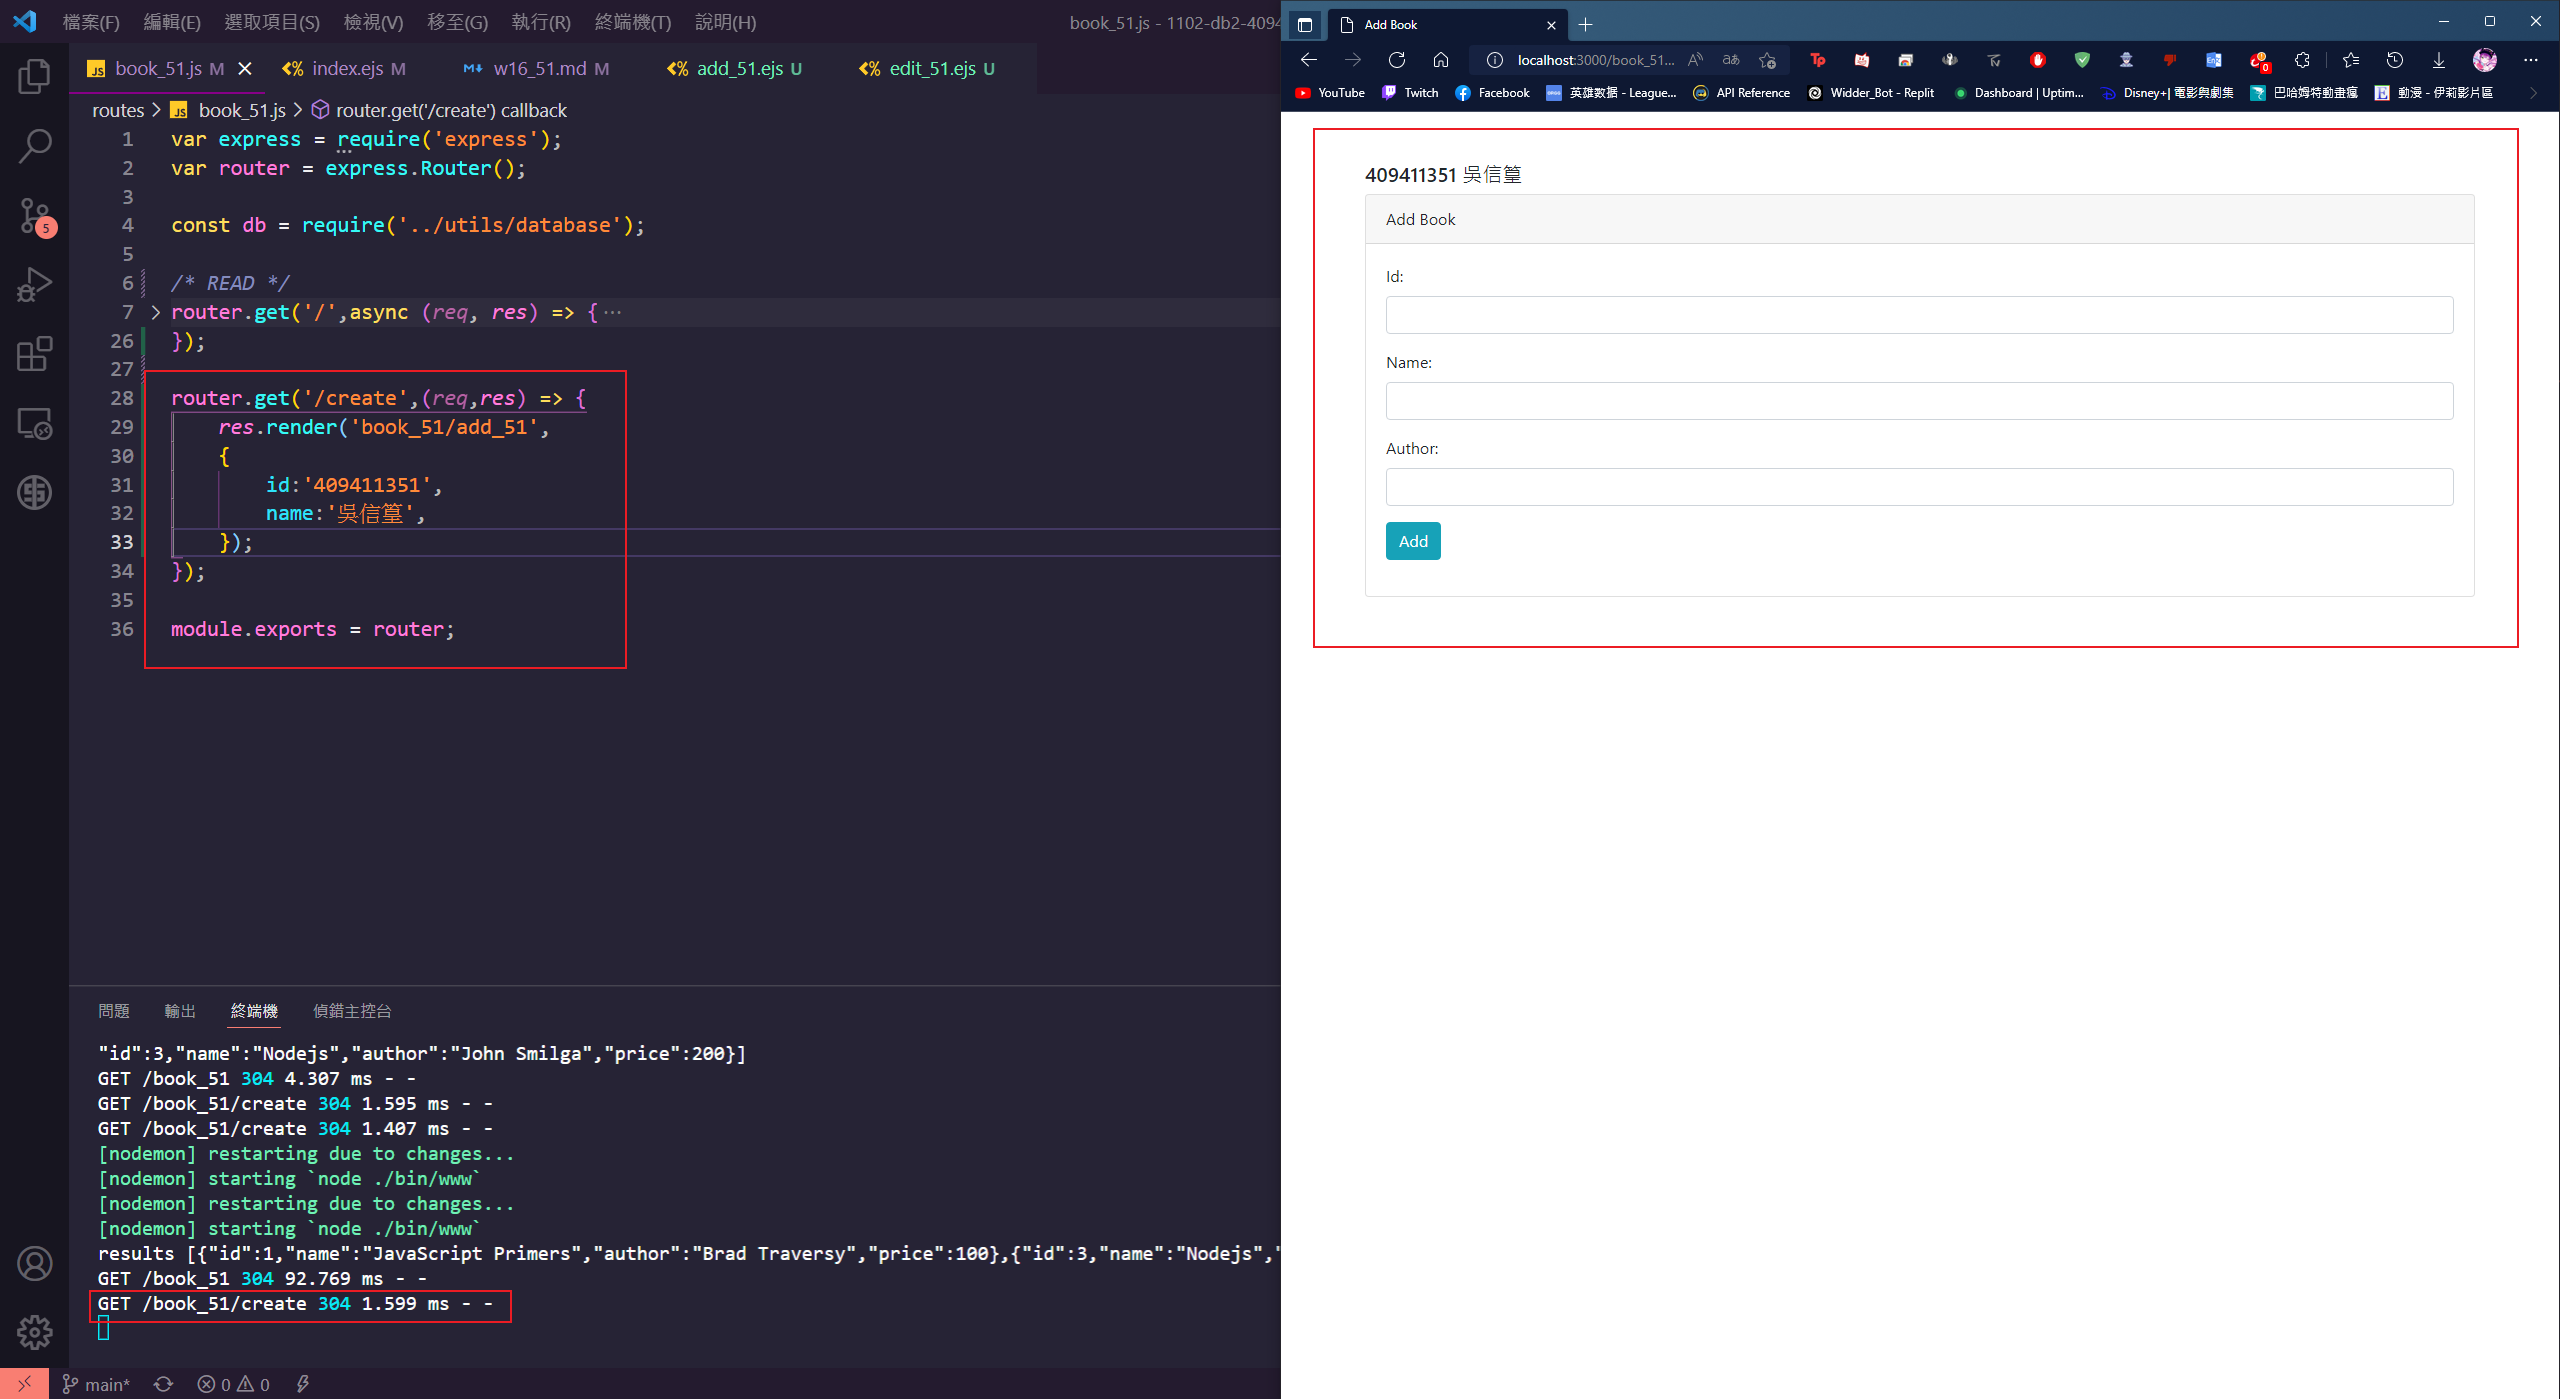 檔案(F) 編輯(E) 選取項目(S) 檢視(V) 移至(G) 執行(R) 終端機(T) 說明(H) book_51.js - 1102-db2-4094
book_51.js M index.ejs M w16_51.md M add_51.ejs U edit_51.ejs U
routes > book_51.js > router.get('/create') callback
1 var express = require('express');
2 var router = express.Router();
3
4 const db = require('../utils/database');
5
6 /* READ */
7 router.get('/',async (req, res) => {⋯
26 });
27
28 router.get('/create',(req,res) => {
29 res.render('book_51/add_51',
30 {
31 id:'409411351',
32 name:'吳信篁',
33 });
34 });
35
36 module.exports = router;
5
問題 輸出 終端機 偵錯主控台
"id":3,"name":"Nodejs","author":"John Smilga","price":200}]
GET /book_51 304 4.307 ms - -
GET /book_51/create 304 1.595 ms - -
GET /book_51/create 304 1.407 ms - -
[nodemon] restarting due to changes...
[nodemon] starting `node ./bin/www`
[nodemon] restarting due to changes...
[nodemon] starting `node ./bin/www`
results [{"id":1,"name":"JavaScript Primers","author":"Brad Traversy","price":100},{"id":3,"name":"Nodejs","
GET /book_51 304 92.769 ms - -
GET /book_51/create 304 1.599 ms - -
main* 0 0
Add Book
localhost:3000/book_51...
YouTube Twitch Facebook 英雄数据 - League... API Reference Widder_Bot - Replit Dashboard | Uptim... Disney+| 電影與劇集 巴哈姆特動畫瘋 動漫 - 伊莉影片區
409411351 吳信篁
Add Book
Id:
Name:
Author:
Add